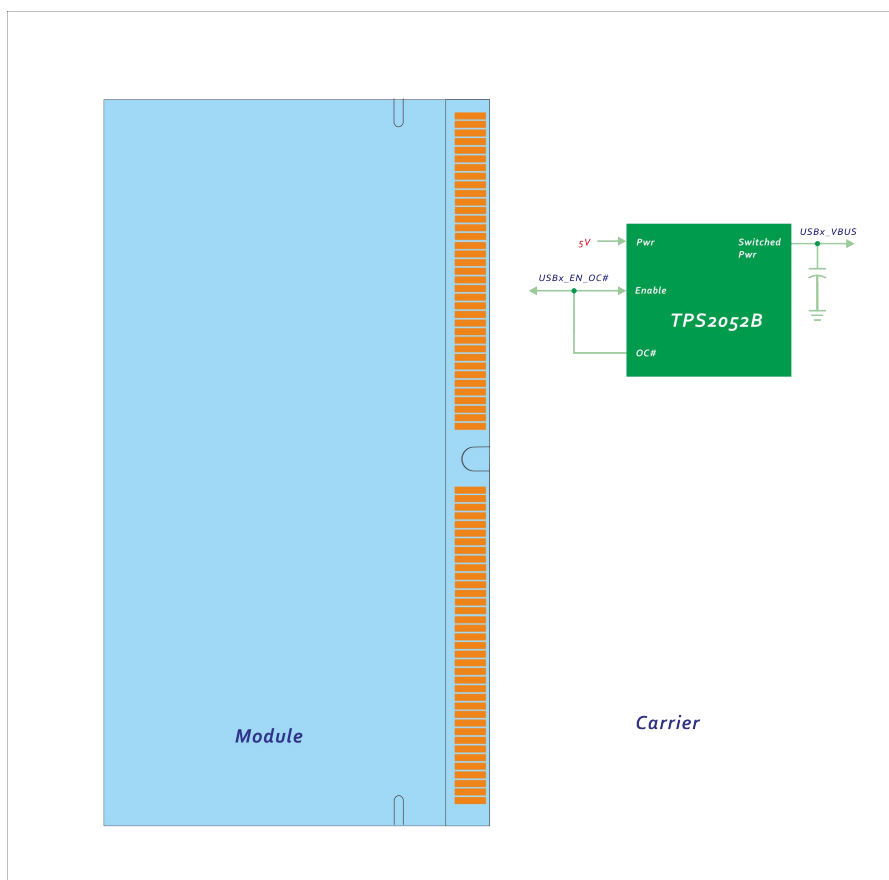 USBx_VBUS
5V
Pwr
Switched
Pwr
USBx_EN_OC#
Enable
TPS2052B
OC#
Module
Carrier